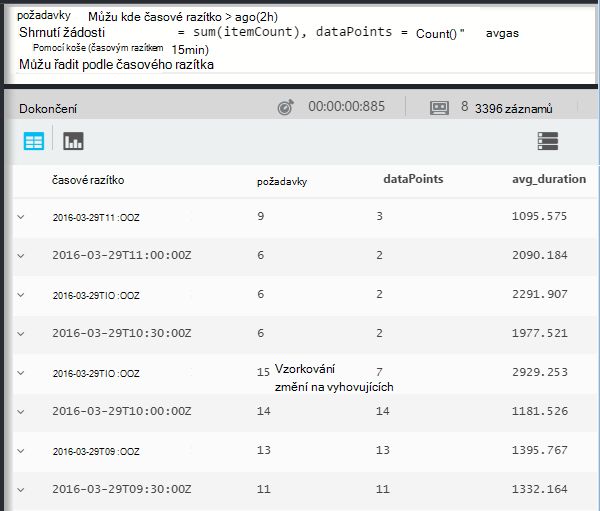 požadavky Můžu kde časové razítko > ago(2h)
Shrnutí žádosti = sum(itemCount), dataPoints = Count() " avgas
Pomocí koše (časovým razítkem 15min)
Můžu řadit podle časového razítka
Dokončení 00:00:00:885 8 3396 záznamů
časové razítko požadavky dataPoints avg_duration
2016-03-29T11 :OOZ 9 3 1095.575
2016-03-29T11:00:00Z 6 2 2090.184
2016-03-29TIO :OOZ 6 2 2291.907
2016-03-29T10:30:00Z 6 2 1977.521
2016-03-29TIO :OOZ 15 Vzorkování 7 2929.253
změní na vyhovujících
2016-03-29T10:00:00Z 14 14 1181.526
2016-03-29T09 :OOZ 13 13 1395.767
2016-03-29T09:30:00Z 11 11 1332.164